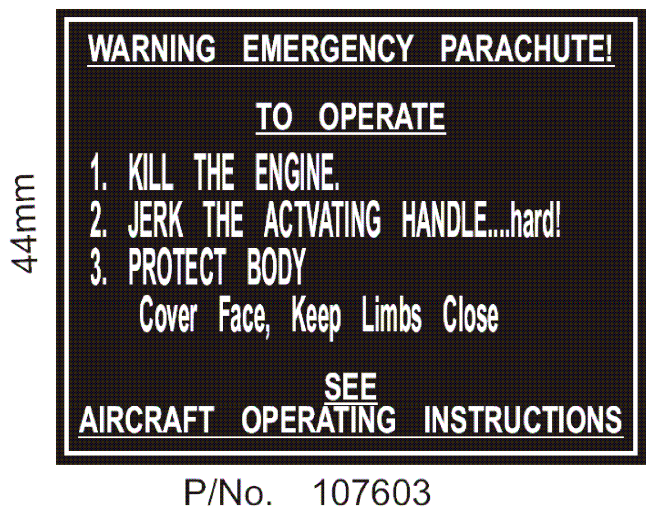 WARNING EMERGENCY PARACHUTE!
TO OPERATE
1. KILL THE ENGINE.
2. JERK THE ACTVATING HANDLE....hard!
3. PROTECT BODY
Cover Face, Keep Limbs Close
SEE
AIRCRAFT OPERATING INSTRUCTIONS
44mm
P/No. 107603